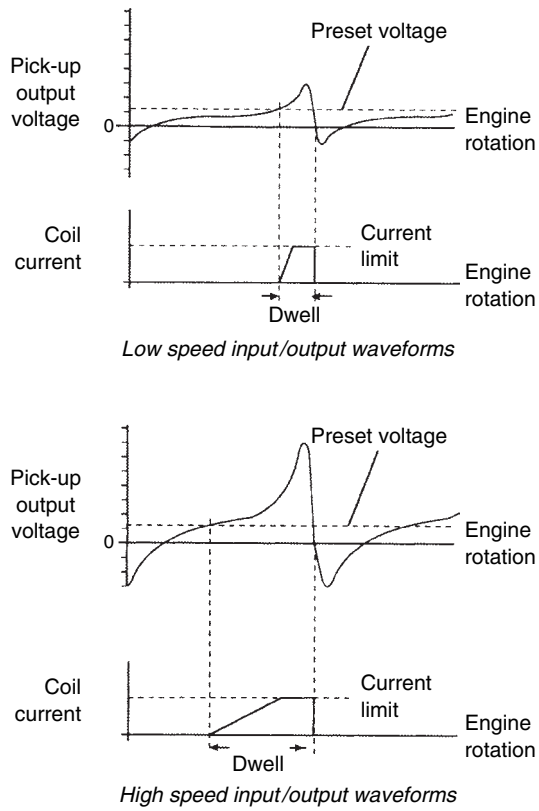 Preset voltage
Pick-up
output
voltage
0
Engine
rotation
Coil
current
Current
limit
Engine
rotation
Dwell
Low speed input/output waveforms
Preset voltage
Pick-up
output
voltage
0
Engine
rotation
Coil
current
Current
limit
Engine
rotation
Dwell
High speed input/output waveforms